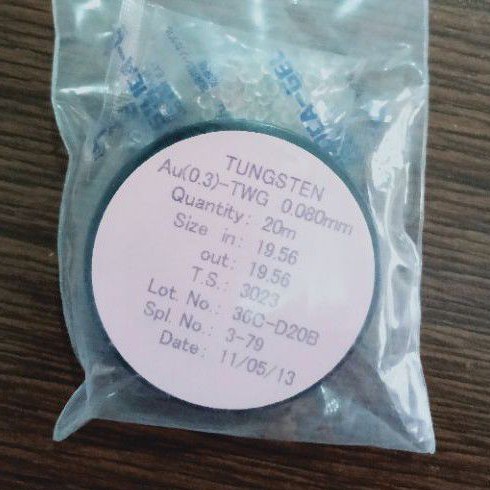 TUNGSTEN
Au(0.3)-TWG 0.080mm
Quantity: 20m
Size in: 19.56
out: 19.56
T.S.: 3023
Lot. No.: 36C-D20B
Spl. No.: 3-79
Date: 11/05/13